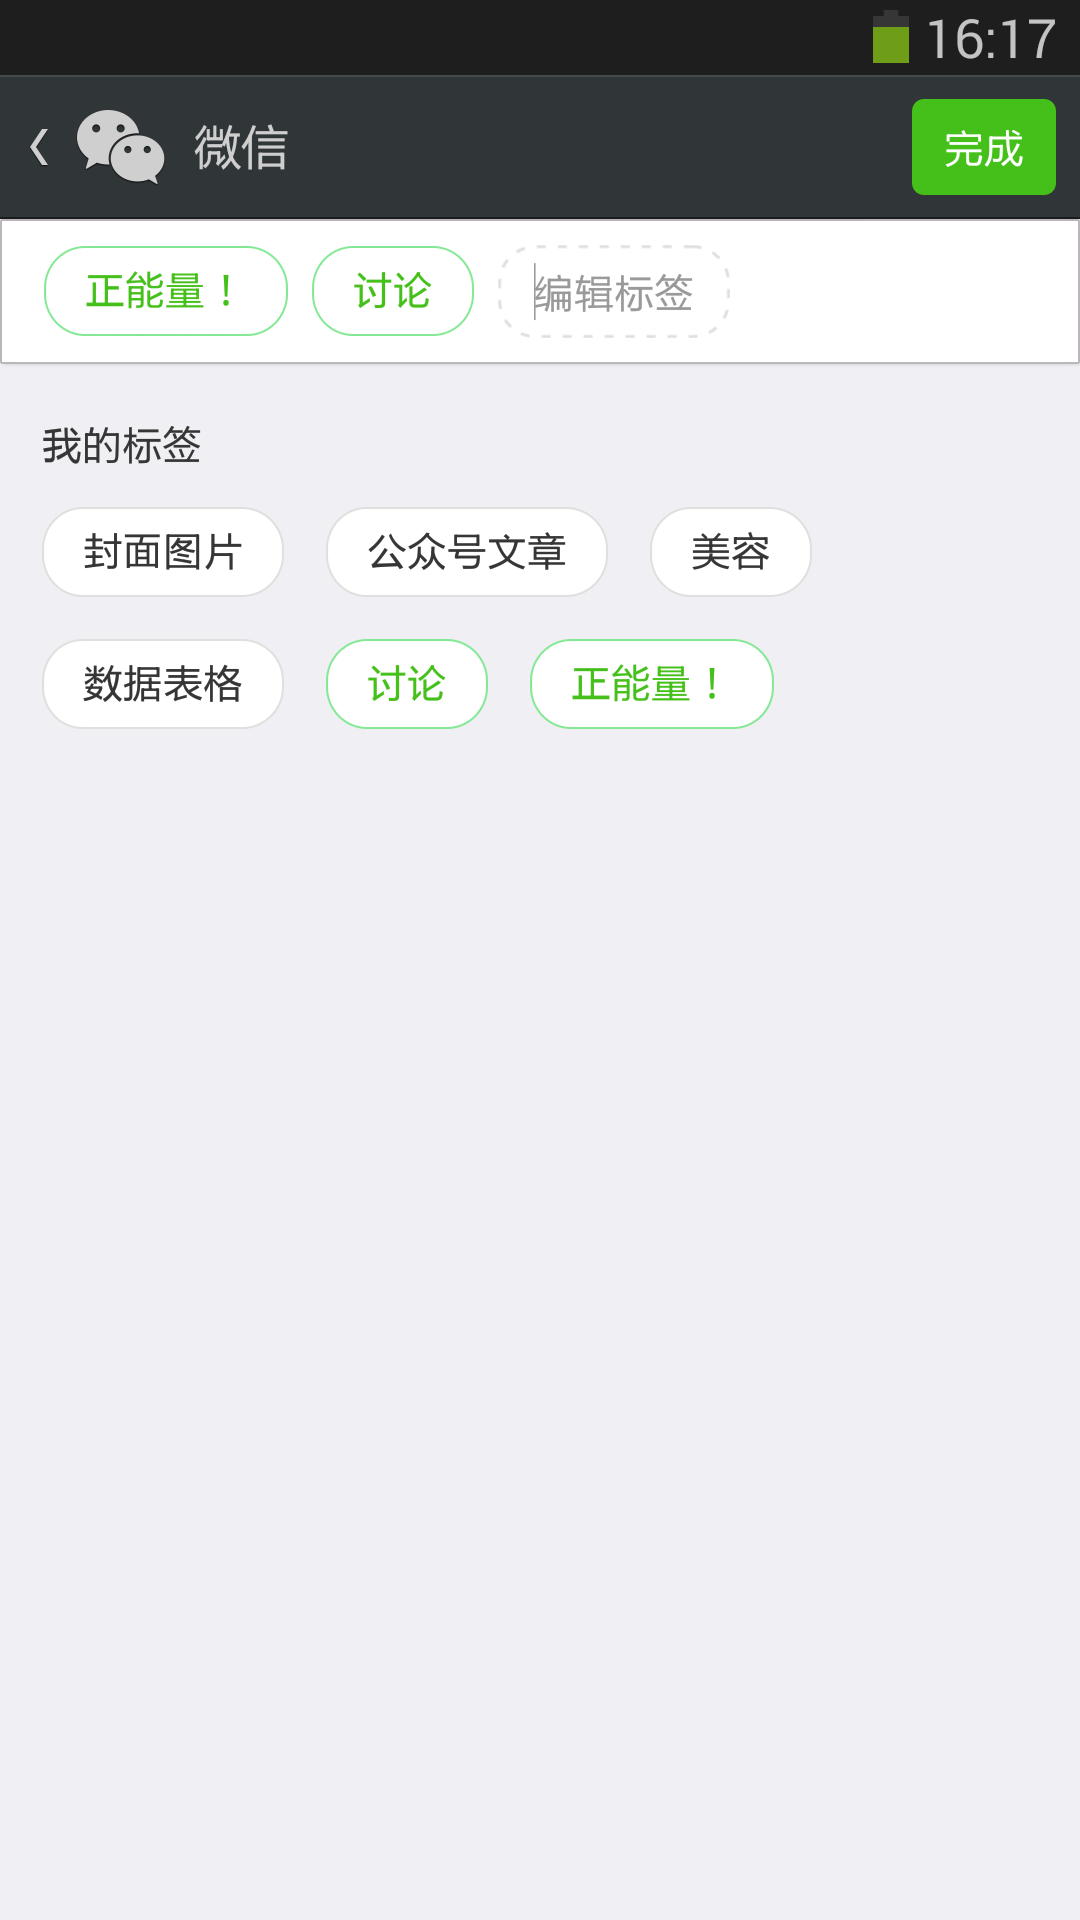 16:17
微信 完成
正能量！ 讨论 编辑标签
我的标签
封面图片 公众号文章 美容
数据表格 讨论 正能量！